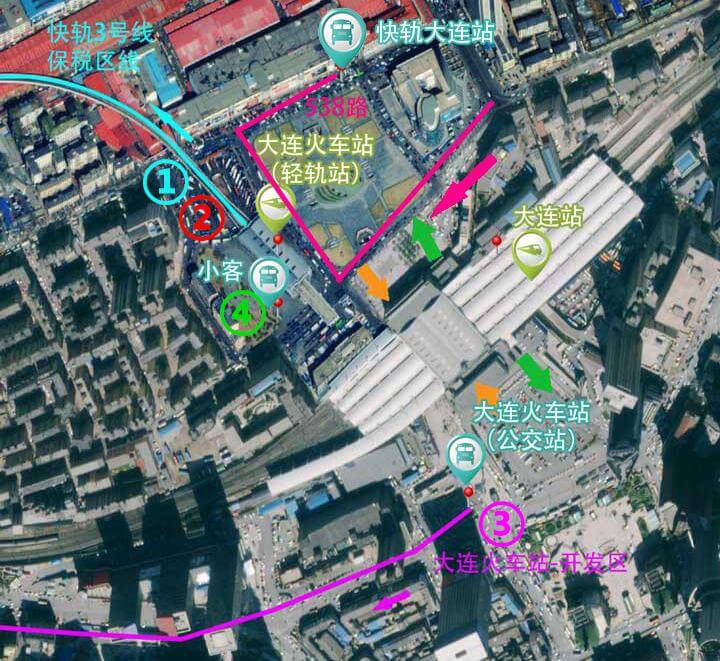 快轨3号线
保税区线
快轨大连站
538路
大连火车站
(轻轨站)
①
②
大连站
小客
④
大连火车站
(公交站)
③
大连火车站-开发区